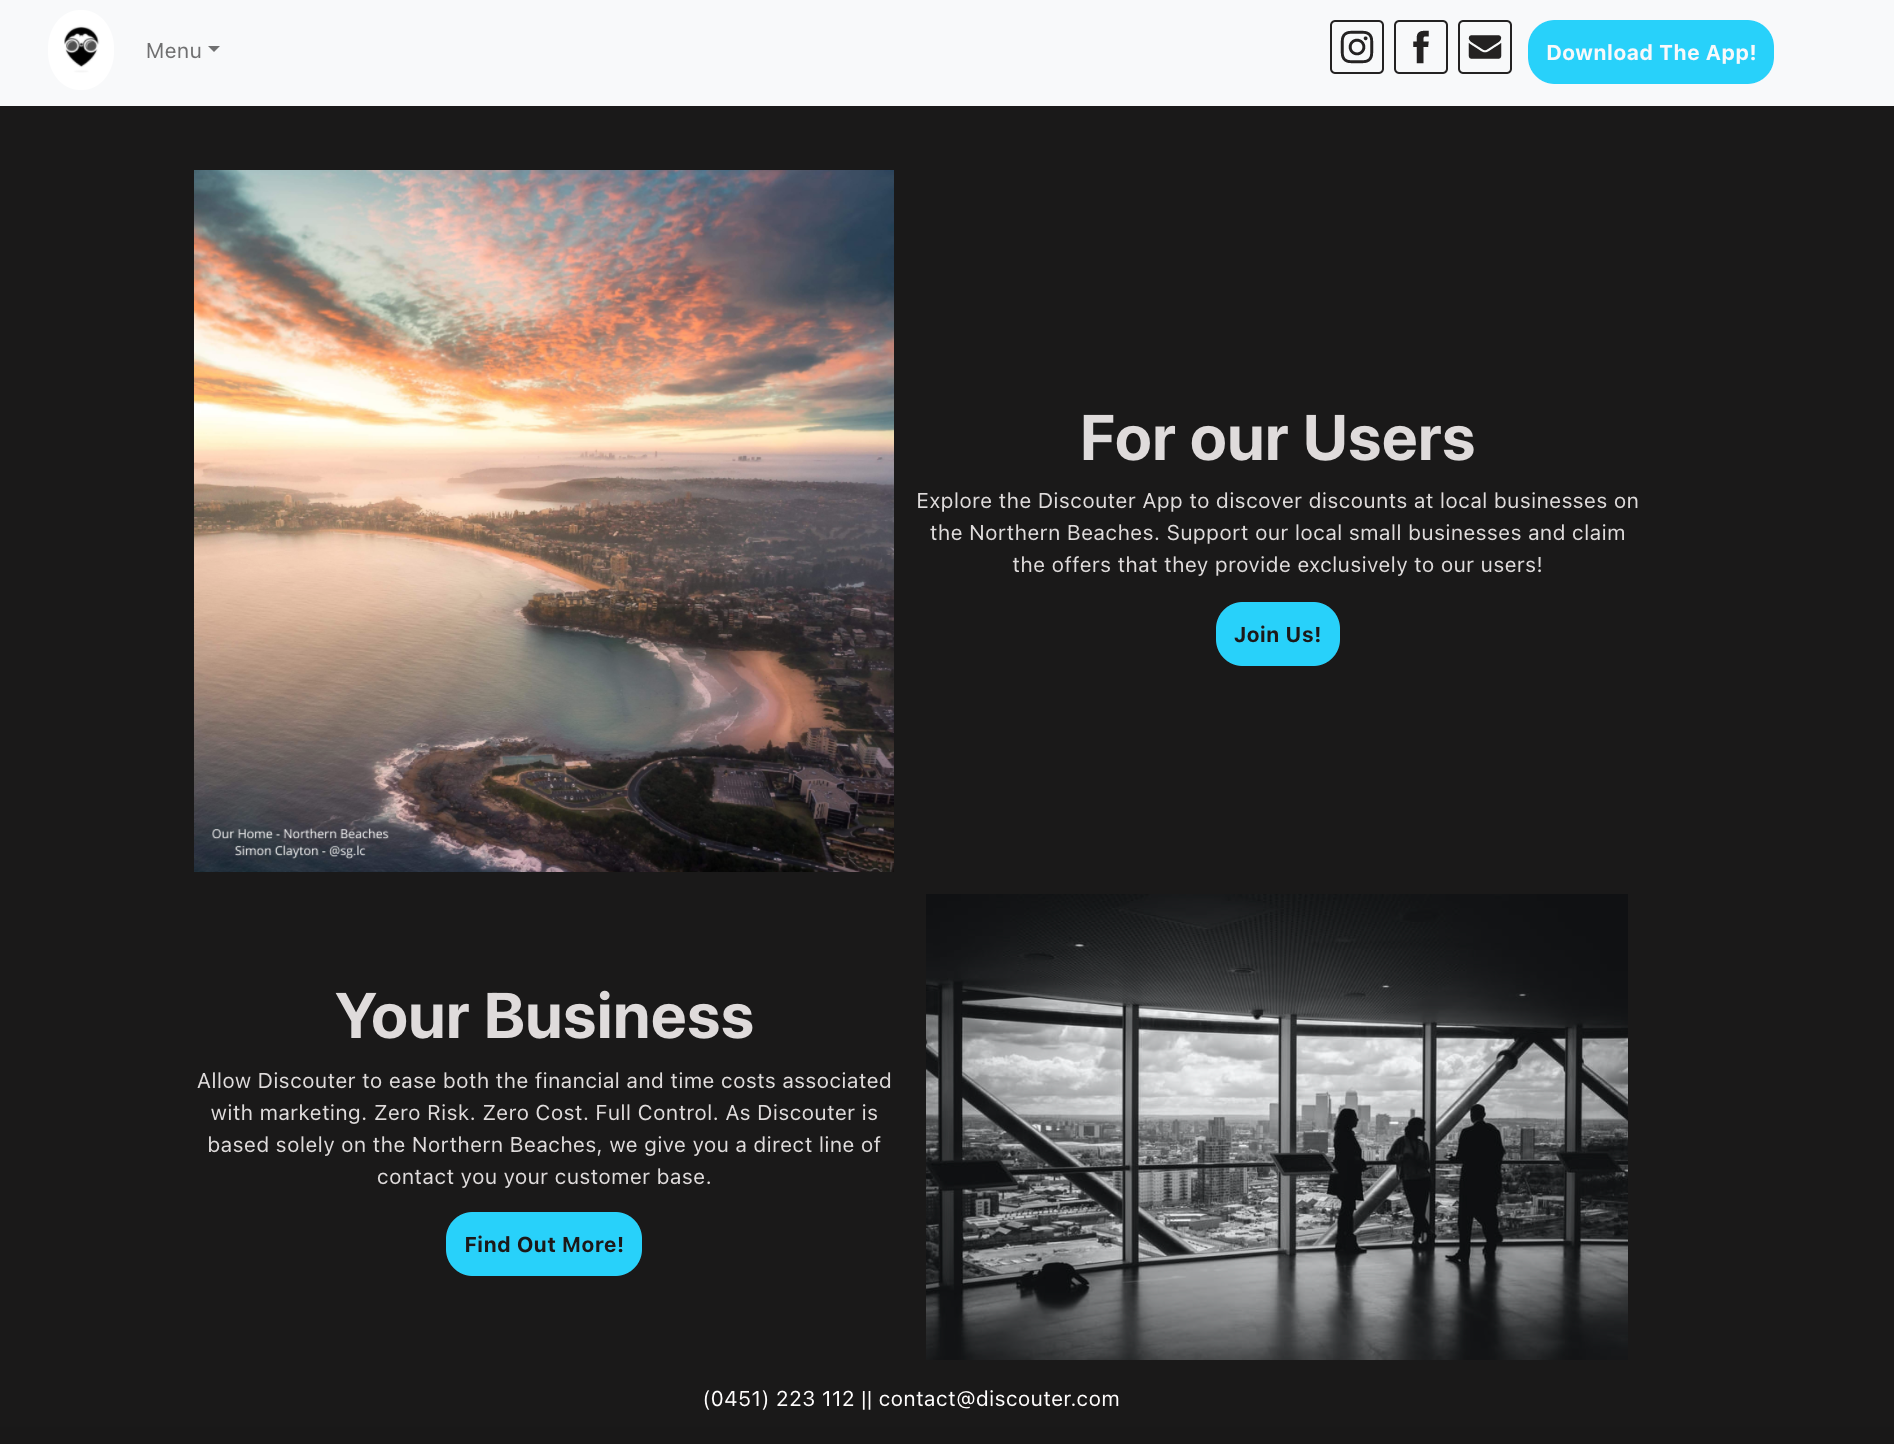 Menu
Download The App!
For our Users
Explore the Discouter App to discover discounts at local businesses on
the Northern Beaches. Support our local small businesses and claim
the offers that they provide exclusively to our users!
Join Us!
Our Home - Northern Beaches
Simon Clayton - @sg.lc
Your Business
Allow Discouter to ease both the financial and time costs associated
with marketing. Zero Risk. Zero Cost. Full Control. As Discouter is
based solely on the Northern Beaches, we give you a direct line of
contact you your customer base.
Find Out More!
(0451) 223 112 || contact@discouter.com